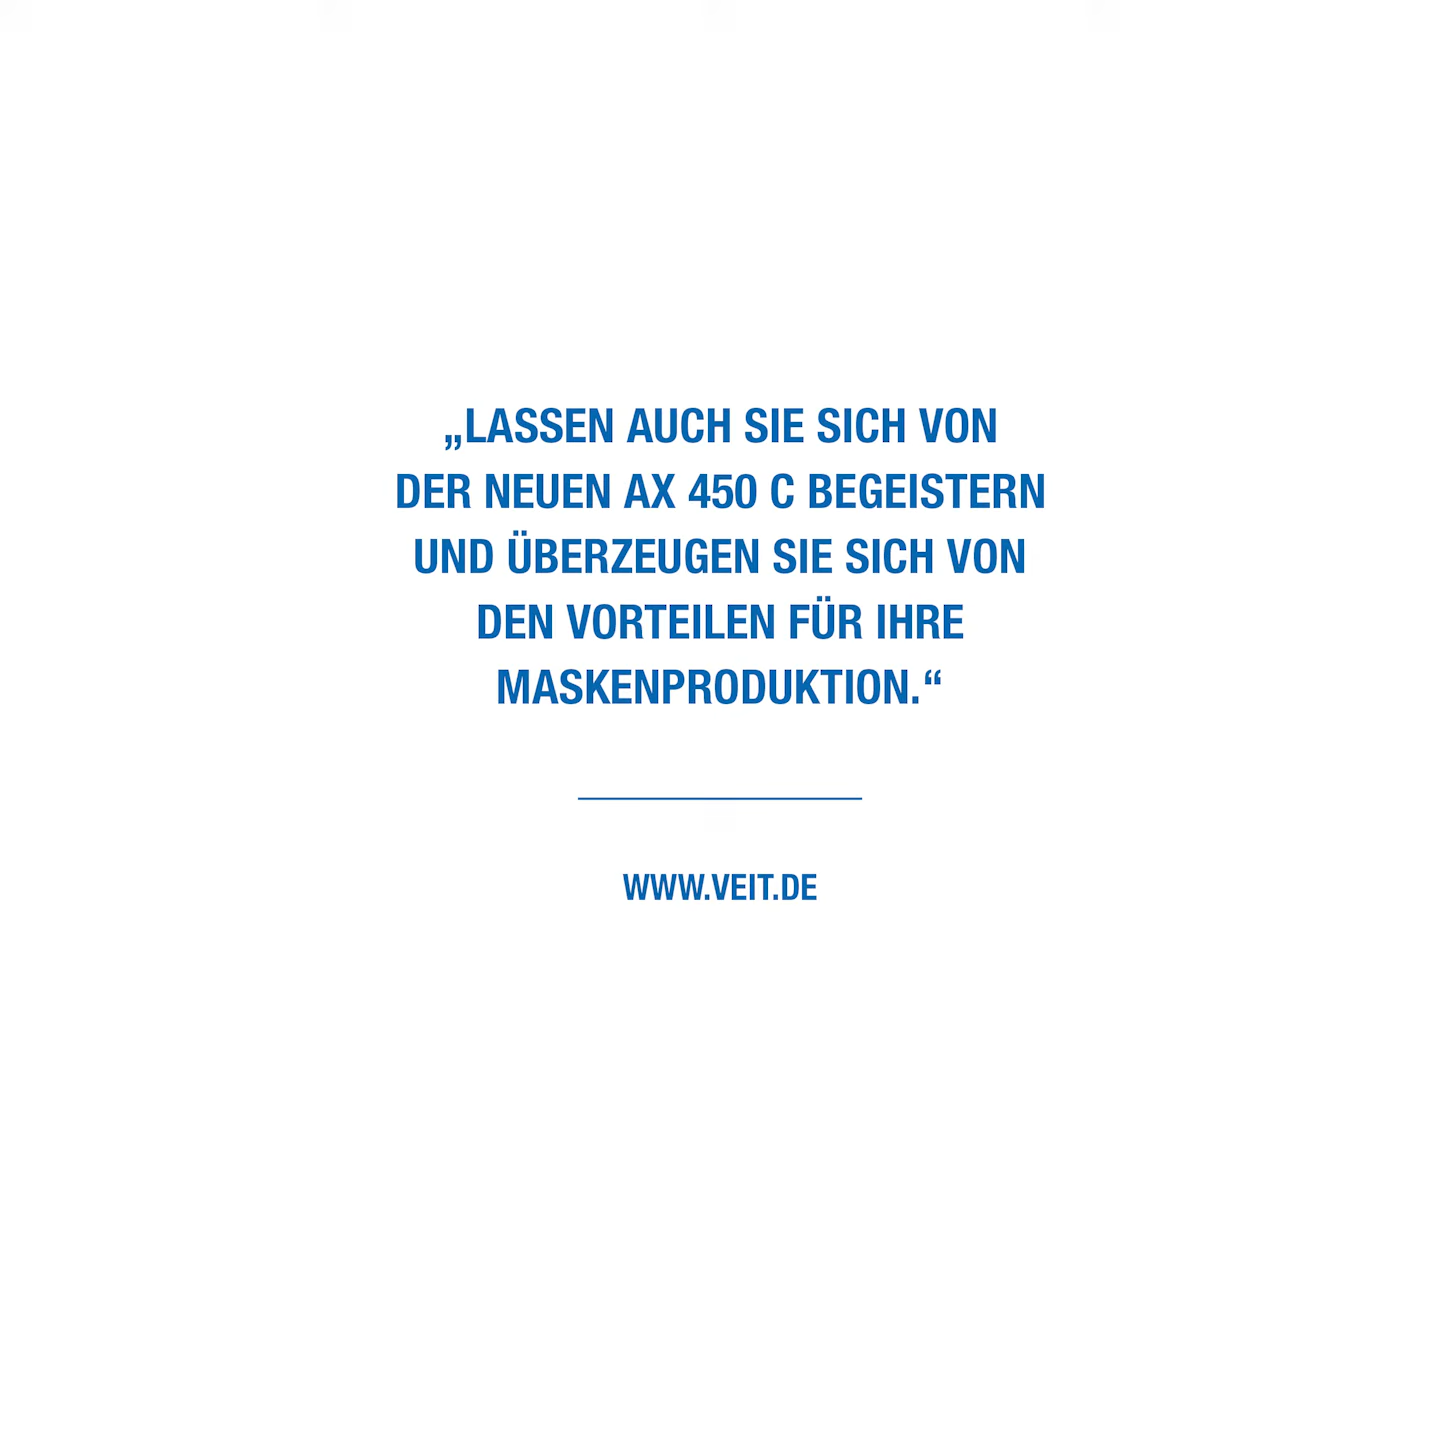 „LASSEN AUCH SIE SICH VON
DER NEUEN AX 450 C BEGEISTERN
UND ÜBERZEUGEN SIE SICH VON
DEN VORTEILEN FÜR IHRE
MASKENPRODUKTION.“
WWW.VEIT.DE